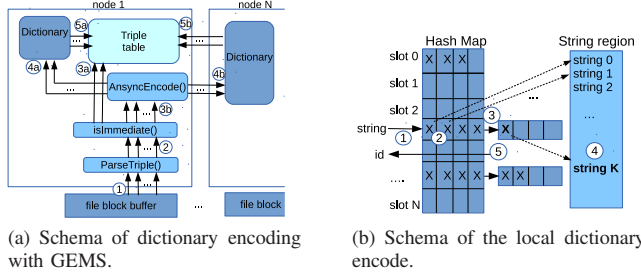 node 1
node N
5a
5b
Dictionary
Triple
table
...
...
Dictionary
4a
3a
4b
...
AnsyncEncode()
...
...
3b
isImmediate()
...
2
ParseTriple()
1
...
file block buffer
...
file block
(a) Schema of dictionary encoding
with GEMS.
Hash Map
String region
slot 0
X X X
string 0
string 1
slot 1
string 2
slot 2
...
3
...
string
X X X X
X
1
2
id
5
4
....
X X X X
X X
string K
slot N
(b) Schema of the local dictionary
encode.